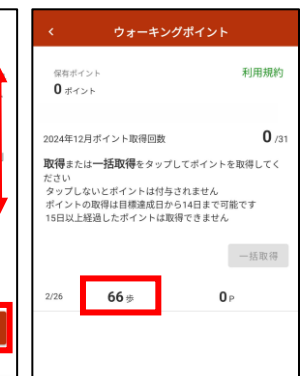 ウォーキングポイント
保有ポイント
利用規約
0 ポイント
2024年12月ポイント取得回数
0 /31
取得または一括取得をタップしてポイントを取得してく
ださい
タップしないとポイントは付与されません
ポイントの取得は目標達成日から14日まで可能です
15日以上経過したポイントは取得できません
一括取得
2/26
66 歩
0 P